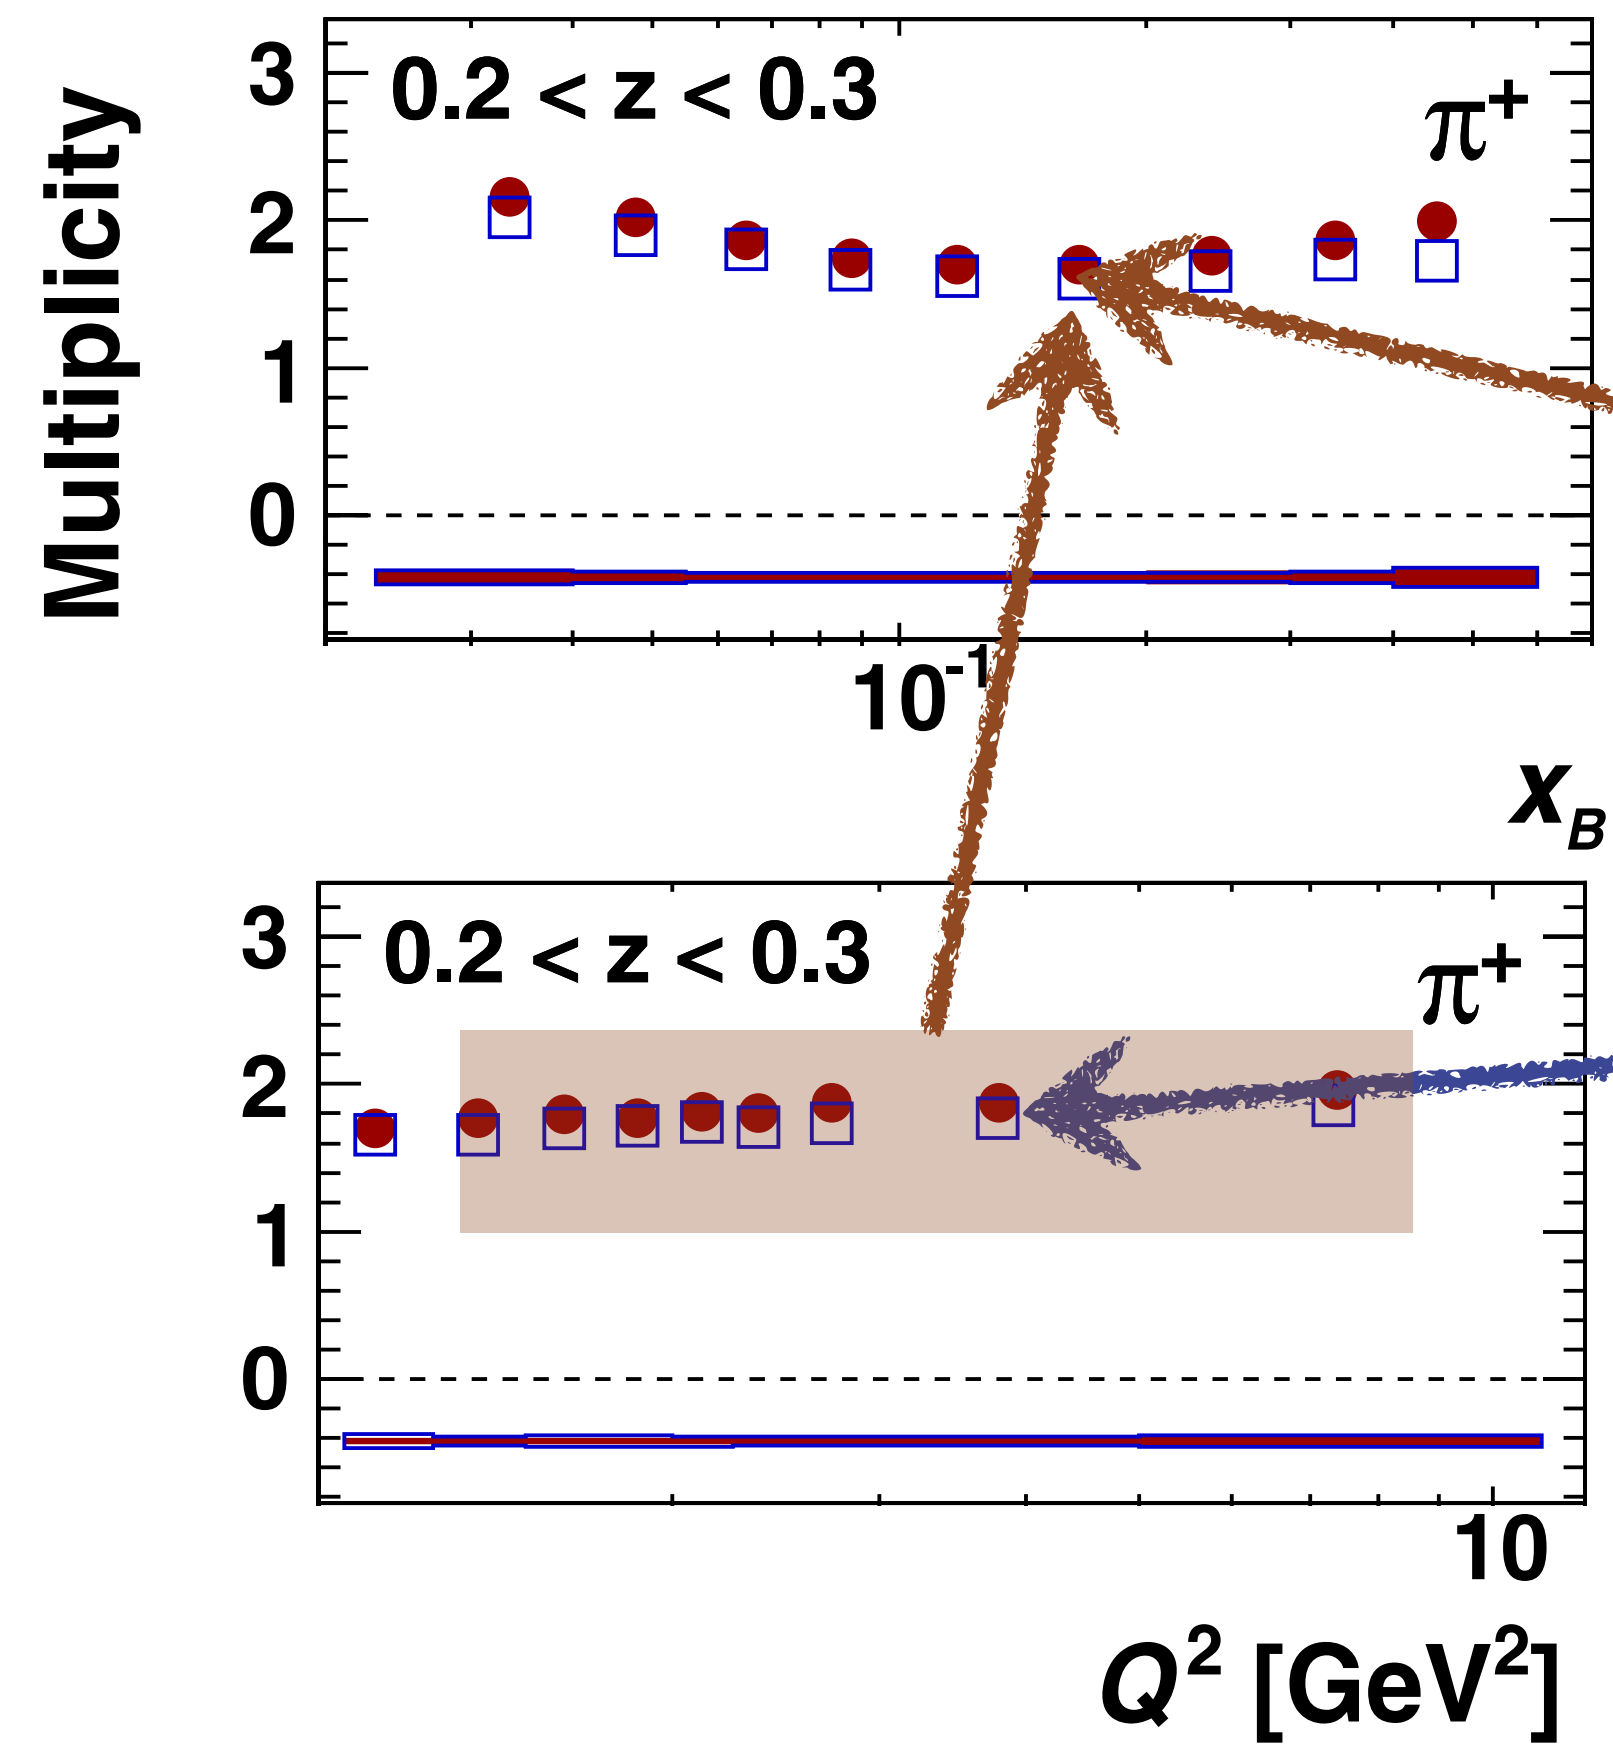 Multiplicity
3
0.2 < z < 0.3
π⁺
2
1
0
10⁻¹
x_B
3
0.2 < z < 0.3
π⁺
2
1
0
10
Q² [GeV²]